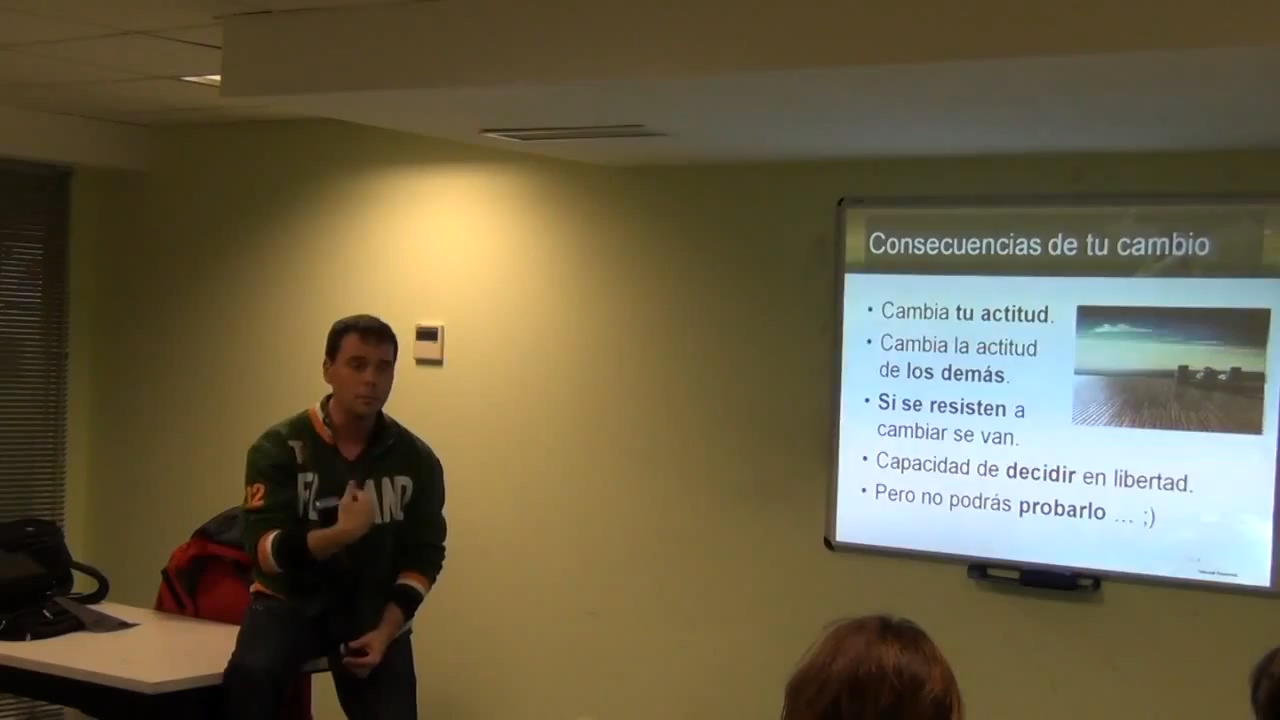 Consecuencias de tu cambio
• Cambia tu actitud.
• Cambia la actitud
de los demás.
• Si se resisten a
cambiar se van.
• Capacidad de decidir en libertad.
• Pero no podrás probarlo ... ;)